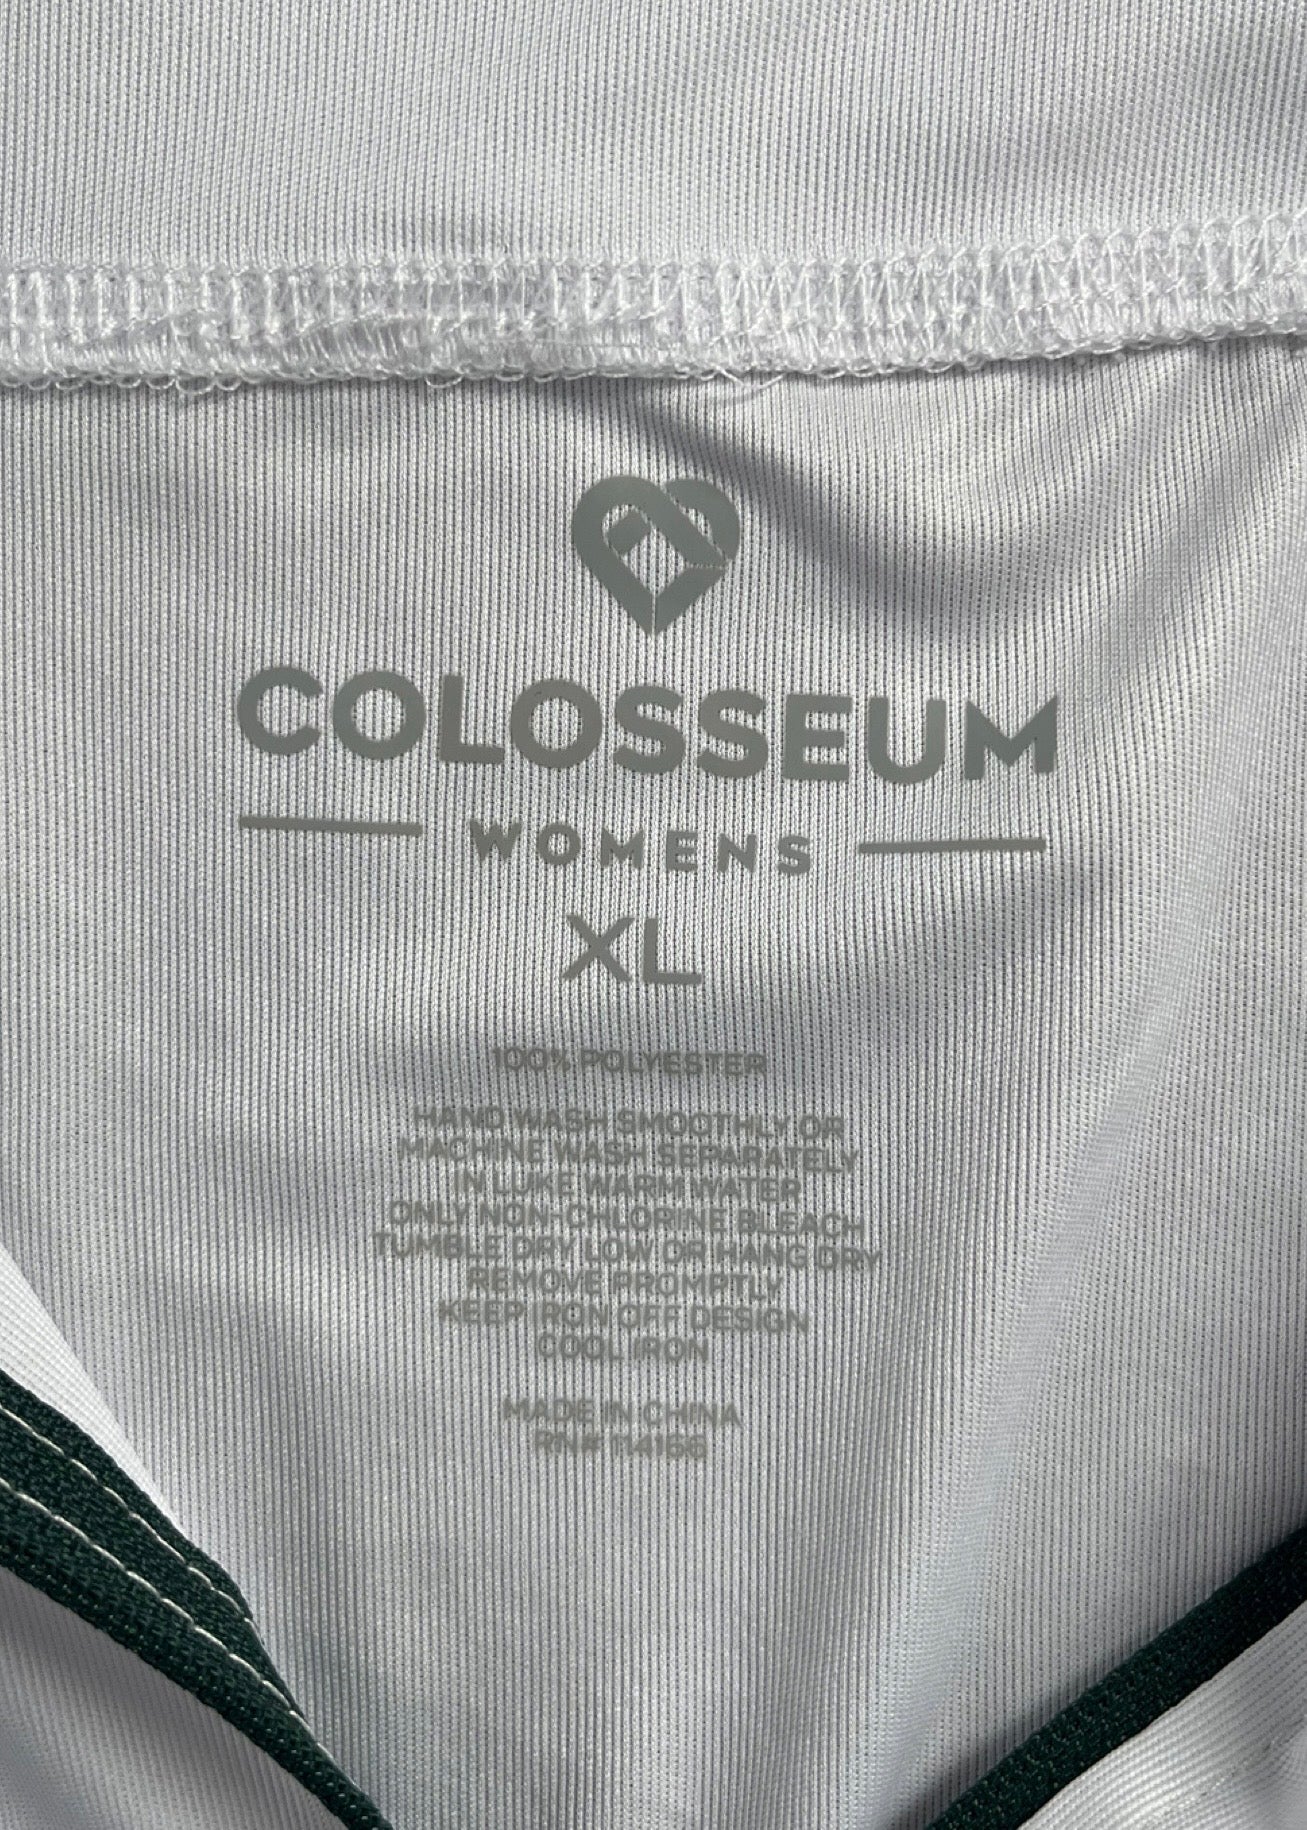 COLOSSEUM
WOMENS
XL
100% POLYESTER
HAND WASH SMOOTHLY OR
MACHINE WASH SEPARATELY
IN LUKE WARM WATER
ONLY NON-CHLORINE BLEACH
TUMBLE DRY LOW OR HANG DRY
REMOVE PROMPTLY
KEEP IRON OFF DESIGN
COOL IRON
MADE IN CHINA
RN# 114166